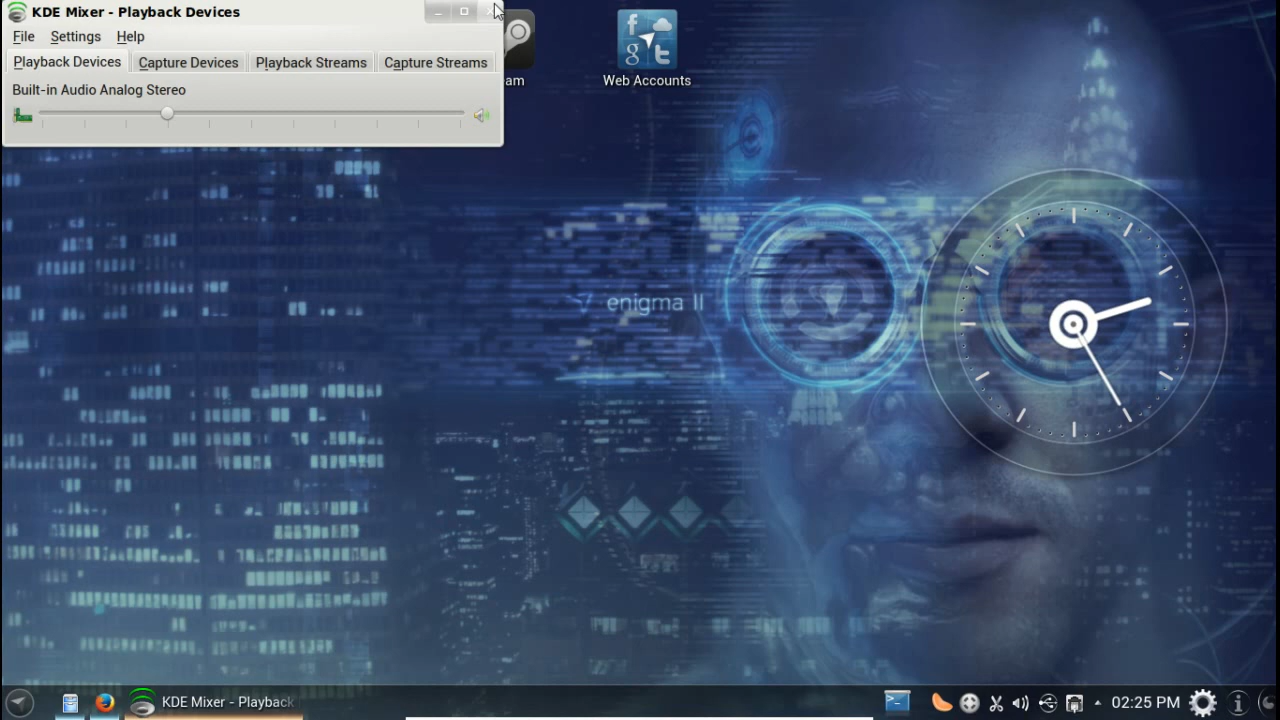 KDE Mixer - Playback Devices
File Settings Help
Playback Devices Capture Devices Playback Streams Capture Streams
Built-in Audio Analog Stereo
am
Web Accounts
enigma II
KDE Mixer - Playback
02:25 PM